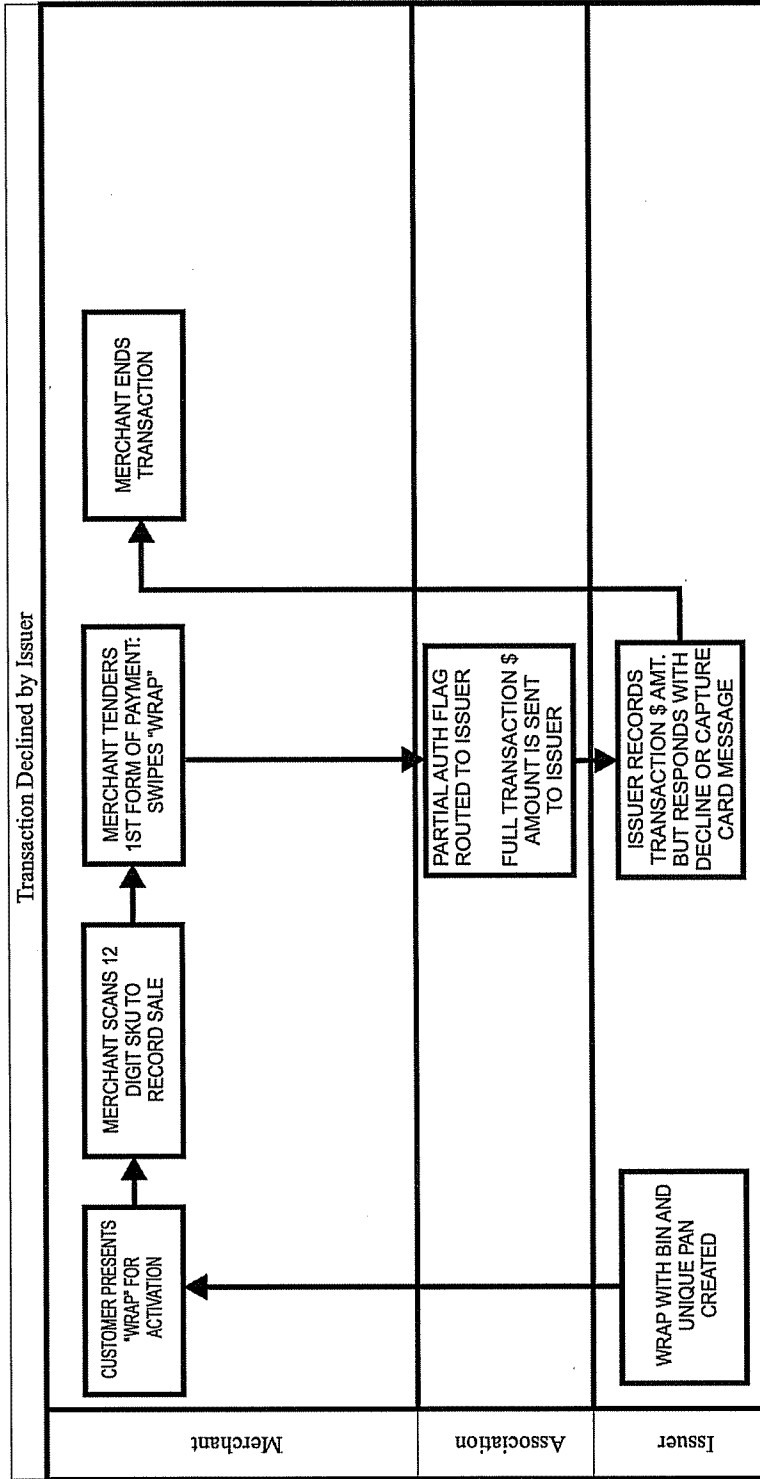 Transaction Declined by Issuer
Merchant
CUSTOMER PRESENTS
"WRAP" FOR
ACTIVATION
MERCHANT SCANS 12
DIGIT SKU TO
RECORD SALE
MERCHANT TENDERS
1ST FORM OF PAYMENT:
SWIPES "WRAP"
MERCHANT ENDS
TRANSACTION
Association
PARTIAL AUTH FLAG
ROUTED TO ISSUER
FULL TRANSACTION $
AMOUNT IS SENT
TO ISSUER
Issuer
WRAP WITH BIN AND
UNIQUE PAN
CREATED
ISSUER RECORDS
TRANSACTION $ AMT.
BUT RESPONDS WITH
DECLINE OR CAPTURE
CARD MESSAGE